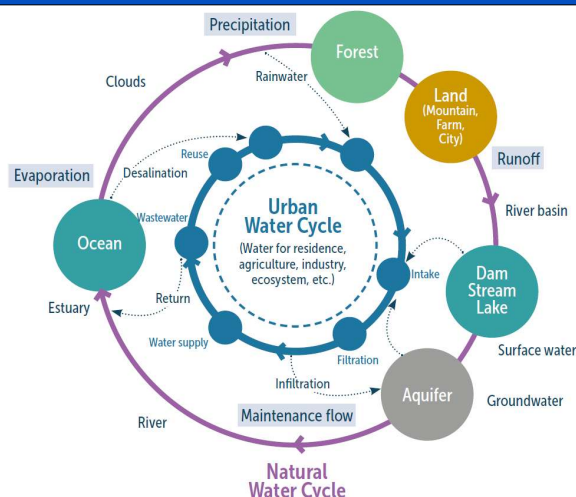 Precipitation
Forest
Rainwater
Clouds
Land
(Mountain,
Farm,
City)
Reuse
Runoff
Evaporation
Desalination
Urban
Water Cycle
(Water for residence,
agriculture, industry,
ecosystem, etc.)
River basin
Wastewater
Ocean
Intake
Dam
Stream
Lake
Estuary
Return
Water supply
Filtration
Surface water
Infiltration
Aquifer
Groundwater
Maintenance flow
River
Natural
Water Cycle